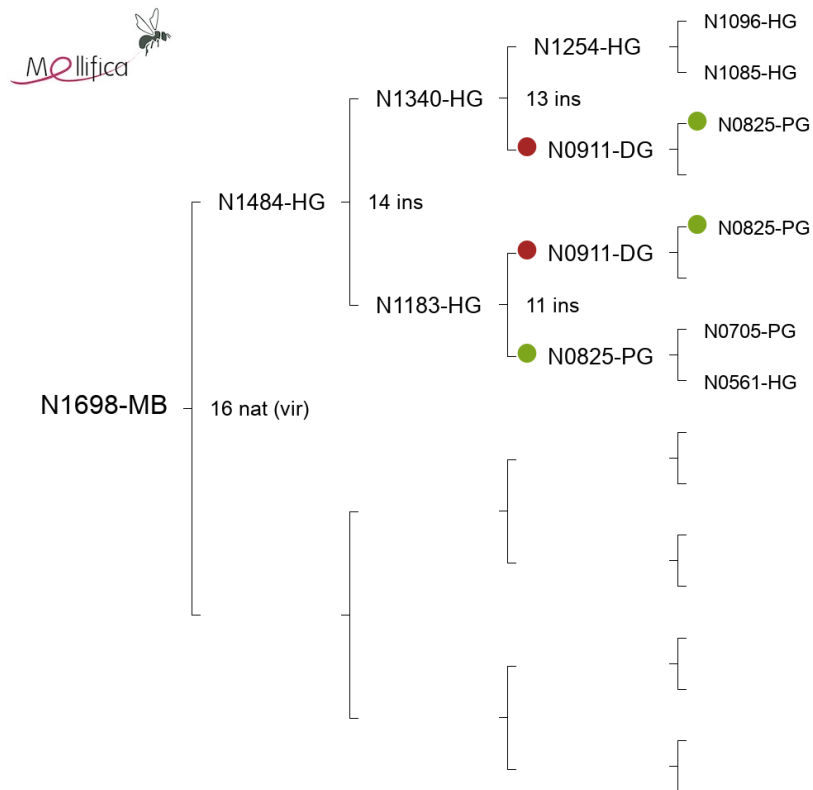 Mellifica
N1096-HG
N1254-HG
N1085-HG
N1340-HG
13 ins
N0825-PG
N0911-DG
N1484-HG
14 ins
N0825-PG
N0911-DG
N1183-HG
11 ins
N0705-PG
N0825-PG
N0561-HG
N1698-MB
16 nat (vir)